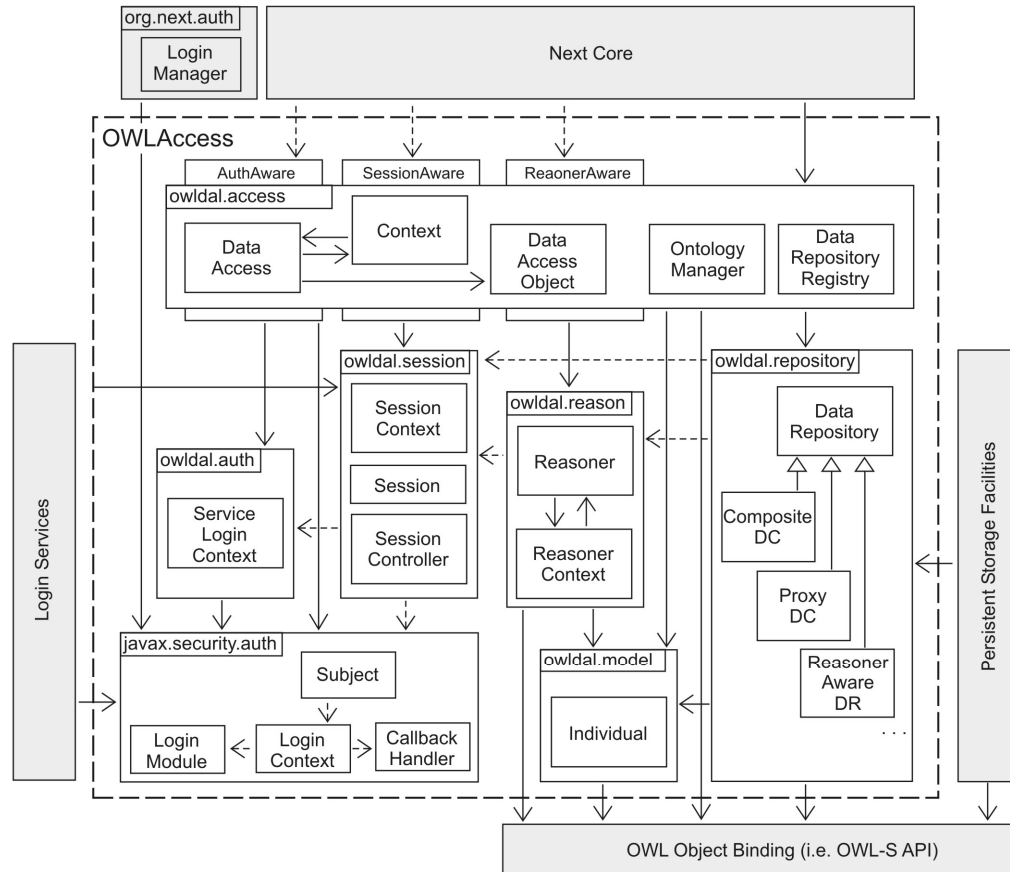 org.next.auth
Login
Manager
Next Core
OWLAccess
AuthAware
SessionAware
ReaonerAware
owldal.access
Data
Access
Context
Data
Access
Object
Ontology
Manager
Data
Repository
Registry
owldal.session
Session
Context
Session
Session
Controller
owldal.reason
Reasoner
Reasoner
Context
owldal.repository
Data
Repository
Composite
DC
Proxy
DC
Reasoner
Aware
DR
. . .
owldal.auth
Service
Login
Context
Login Services
Persistent Storage Facilities
javax.security.auth
Subject
Login
Module
Login
Context
Callback
Handler
owldal.model
Individual
OWL Object Binding (i.e. OWL-S API)